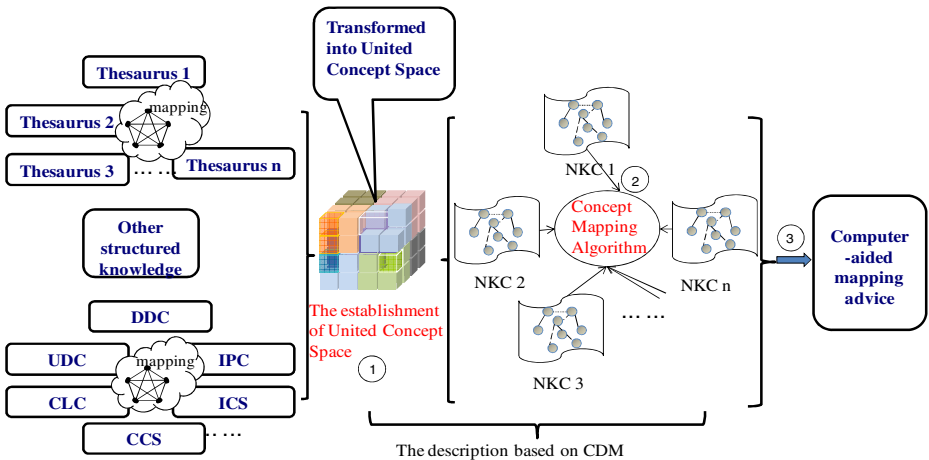 Transformed
into United
Concept Space
Thesaurus 1
mapping
Thesaurus 2
Thesaurus 3
... ...
Thesaurus n
Other
structured
knowledge
DDC
UDC
mapping
IPC
CLC
ICS
CCS
.. ...
The establishment
of United Concept
Space
1
NKC 1
2
Concept
Mapping
Algorithm
NKC 2
NKC n
NKC 3
... ...
3
Computer
-aided
mapping
advice
The description based on CDM